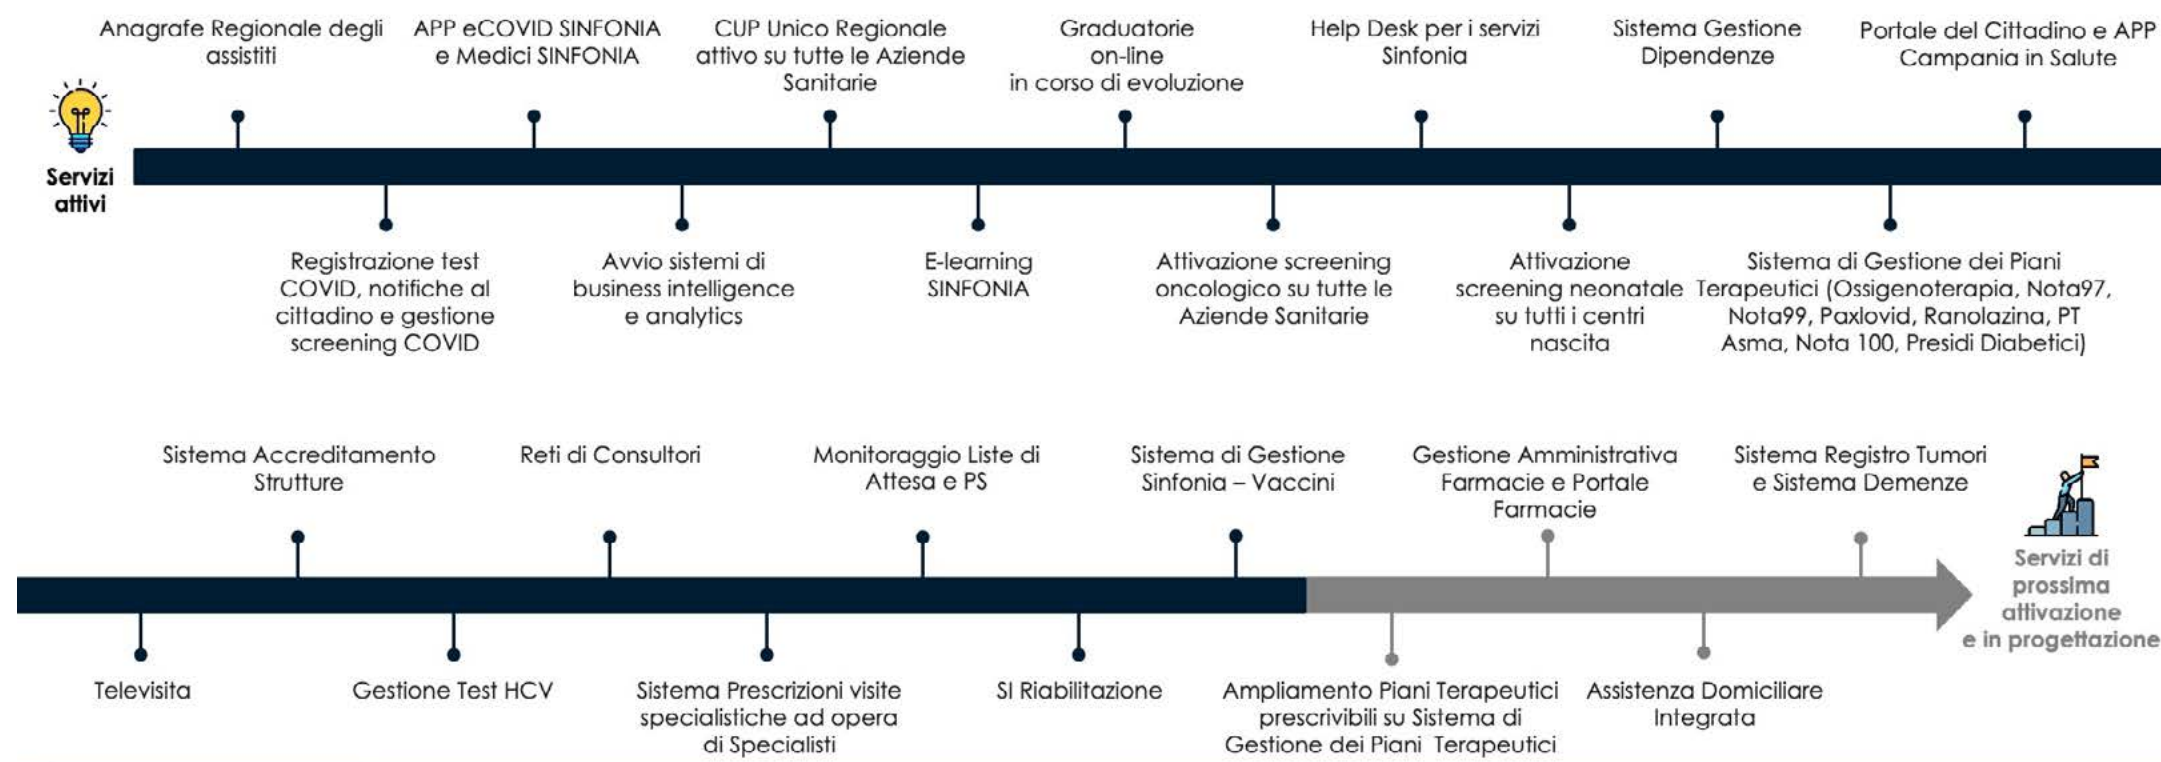 Anagrafe Regionale degli
assistiti
APP eCOVID SINFONIA
e Medici SINFONIA
CUP Unico Regionale
attivo su tutte le Aziende
Sanitarie
Graduatorie
on-line
in corso di evoluzione
Help Desk per i servizi
Sinfonia
Sistema Gestione
Dipendenze
Portale del Cittadino e APP
Campania in Salute
Servizi
attivi
Registrazione test
COVID, notifiche al
cittadino e gestione
screening COVID
Avvio sistemi di
business intelligence
e analytics
E-learning
SINFONIA
Attivazione screening
oncologico su tutte le
Aziende Sanitarie
Attivazione
screening neonatale
su tutti i centri
nascita
Sistema di Gestione dei Piani
Terapeutici (Ossigenoterapia, Nota97,
Nota99, Paxlovid, Ranolazina, PT
Asma, Nota 100, Presidi Diabetici)
Sistema Accreditamento
Strutture
Reti di Consultori
Monitoraggio Liste di
Attesa e PS
Sistema di Gestione
Sinfonia – Vaccini
Gestione Amministrativa
Farmacie e Portale
Farmacie
Sistema Registro Tumori
e Sistema Demenze
Servizi di
prossima
attivazione
e in progettazione
Televisita
Gestione Test HCV
Sistema Prescrizioni visite
specialistiche ad opera
di Specialisti
SI Riabilitazione
Ampliamento Piani Terapeutici
prescrivibili su Sistema di
Gestione dei Piani Terapeutici
Assistenza Domiciliare
Integrata